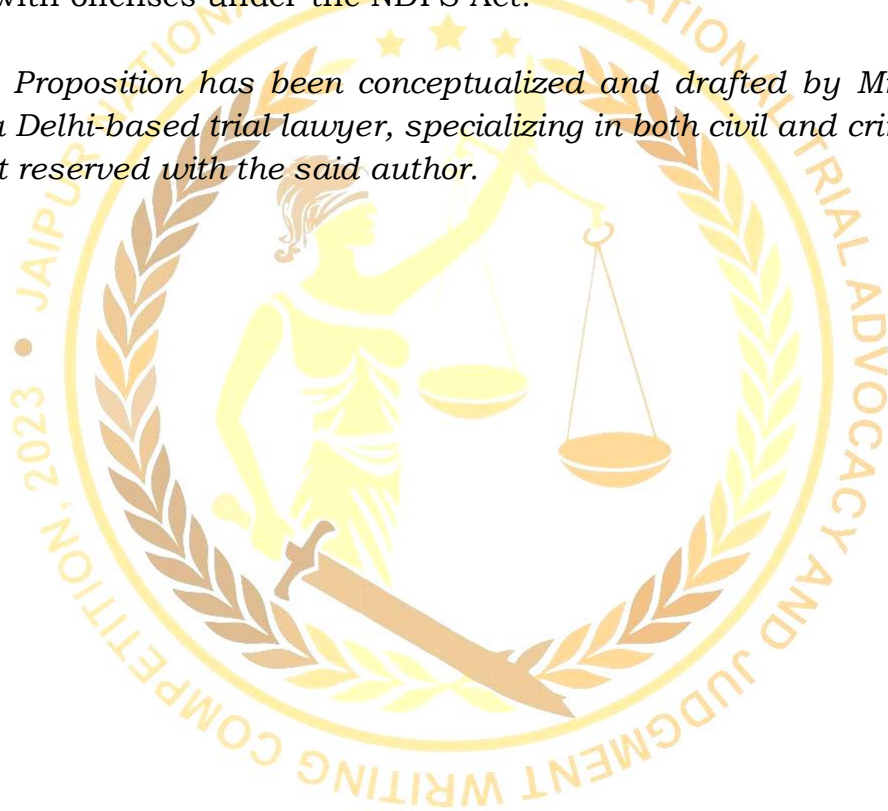 with offenses under the NDPS Act.
Proposition has been conceptualized and drafted by
a Delhi-based trial lawyer, specializing in both civil and
reserved with the said author.
JAIPUR
TRIAL ADVOCACY AND JUDGMENT WRITING COMPETITION, 2023 •